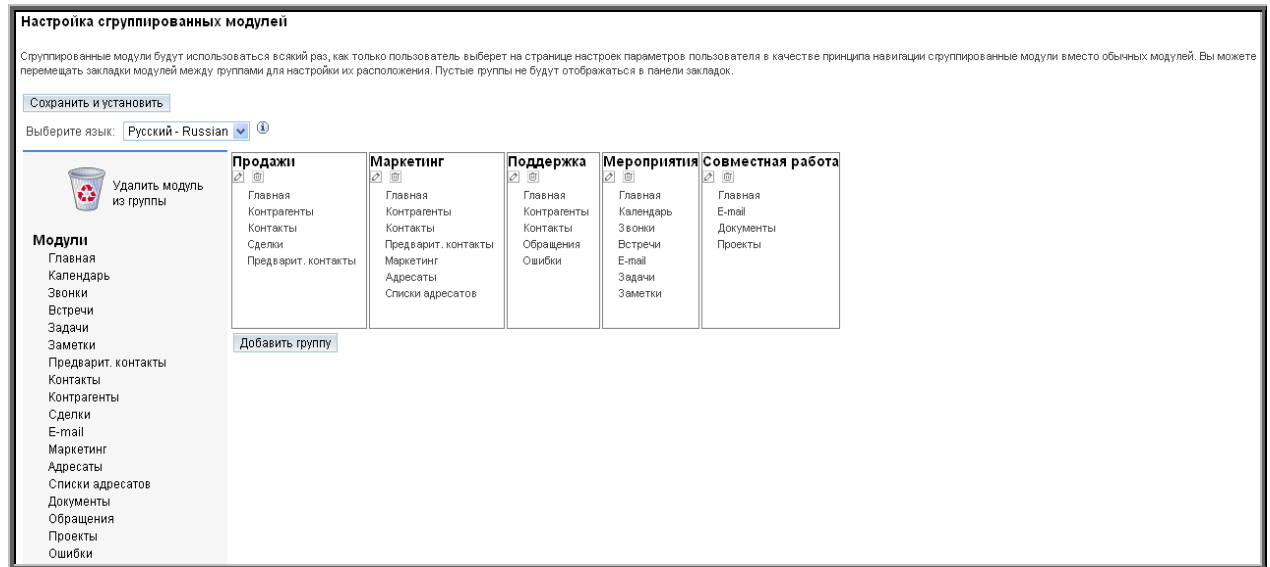 Настройка сгруппированных модулей
Сгруппированные модули будут использоваться всякий раз, как только пользователь выберет на странице настроек параметров пользователя в качестве принципа навигации сгруппированные модули вместо обычных модулей. Вы можете
перемещать закладки модулей между группами для настройки их расположения. Пустые группы не будут отображаться в панели закладок.
Сохранить и установить
Выберите язык: Русский - Russian
Удалить модуль
из группы
Модули
Главная
Календарь
Звонки
Встречи
Задачи
Заметки
Предварит. контакты
Контакты
Контрагенты
Сделки
E-mail
Маркетинг
Адресаты
Списки адресатов
Документы
Обращения
Проекты
Ошибки
Продажи
Главная
Контрагенты
Контакты
Сделки
Предварит. контакты
Маркетинг
Главная
Контрагенты
Контакты
Предварит. контакты
Маркетинг
Адресаты
Списки адресатов
Поддержка
Главная
Контрагенты
Контакты
Обращения
Ошибки
Мероприятия
Главная
Календарь
Звонки
Встречи
E-mail
Задачи
Заметки
Совместная работа
Главная
E-mail
Документы
Проекты
Добавить группу